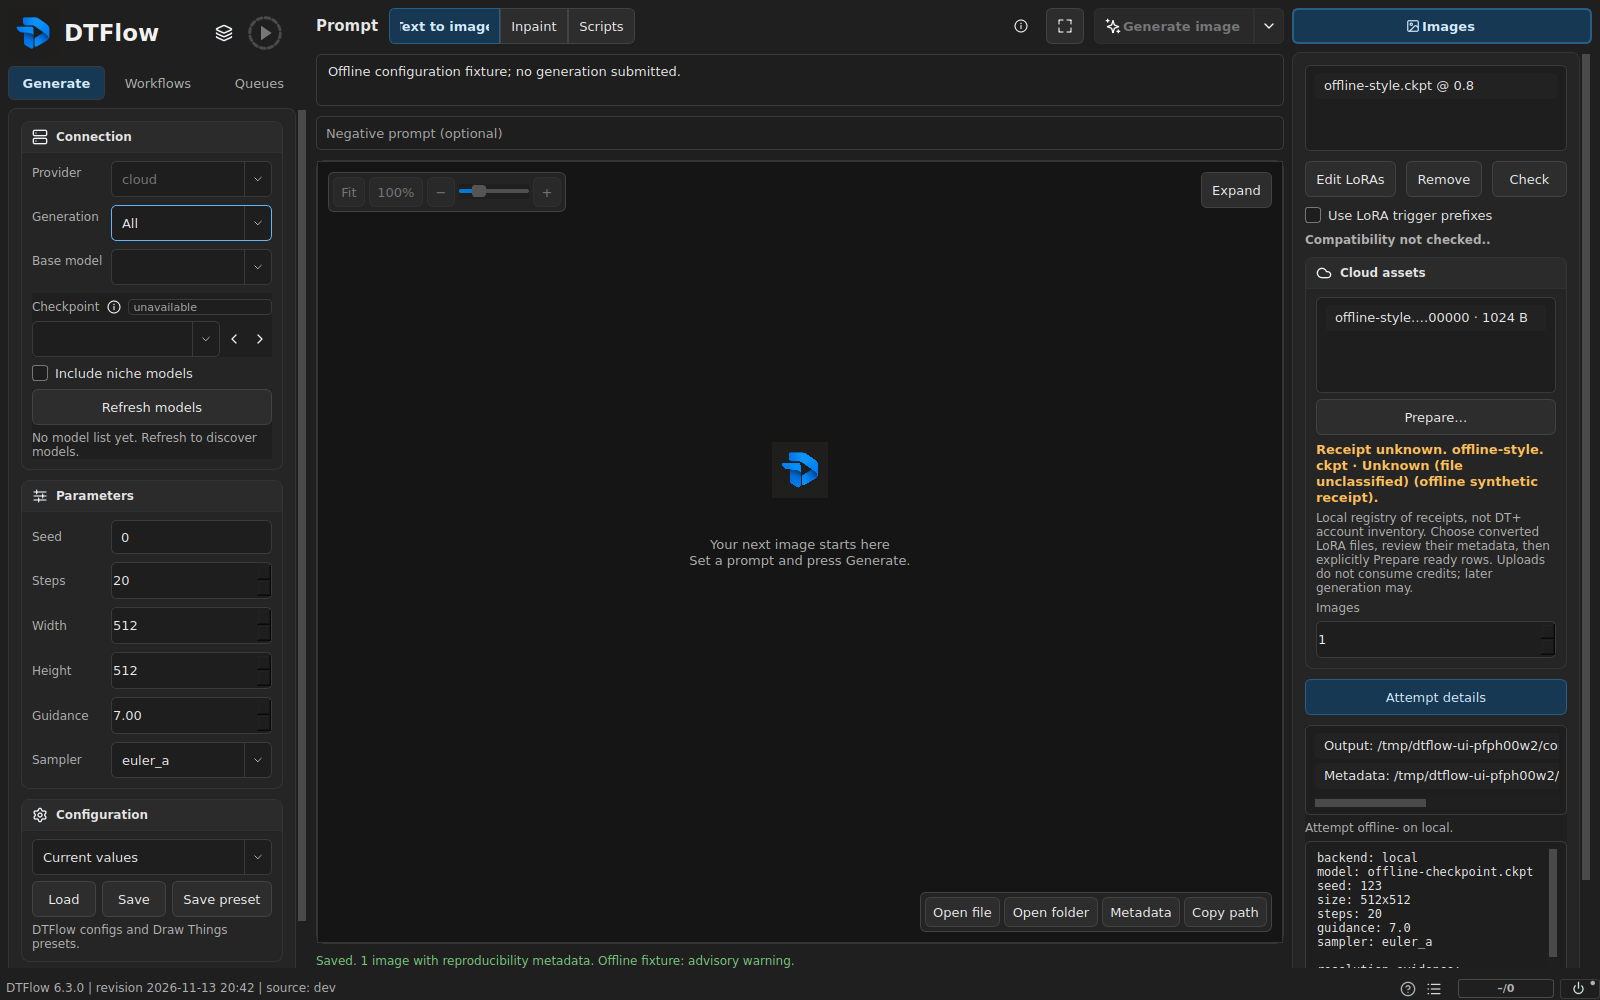 DTFlow
Generate
Workflows
Queues
Connection
Provider
cloud
Generation
All
Base model
Checkpoint
unavailable
Include niche models
Refresh models
No model list yet. Refresh to discover
models.
Parameters
Seed
0
Steps
20
Width
512
Height
512
Guidance
7.00
Sampler
euler_a
Configuration
Current values
Load
Save
Save preset
DTFlow configs and Draw Things
presets.
Prompt
ext to image
Inpaint
Scripts
Generate image
Offline configuration fixture; no generation submitted.
Negative prompt (optional)
Fit
100%
−
+
Expand
Your next image starts here
Set a prompt and press Generate.
Open file
Open folder
Metadata
Copy path
Saved. 1 image with reproducibility metadata. Offline fixture: advisory warning.
Images
offline-style.ckpt @ 0.8
Edit LoRAs
Remove
Check
Use LoRA trigger prefixes
Compatibility not checked..
Cloud assets
offline-style....00000 · 1024 B
Prepare...
Receipt unknown. offline-style.
ckpt · Unknown (file
unclassified) (offline synthetic
receipt).
Local registry of receipts, not DT+
account inventory. Choose converted
LoRA files, review their metadata, then
explicitly Prepare ready rows. Uploads
do not consume credits; later
generation may.
Images
1
Attempt details
Output: /tmp/dtflow-ui-pfph00w2/co
Metadata: /tmp/dtflow-ui-pfph00w2/
Attempt offline- on local.
backend: local
model: offline-checkpoint.ckpt
seed: 123
size: 512x512
steps: 20
guidance: 7.0
sampler: euler_a
DTFlow 6.3.0 | revision 2026-11-13 20:42 | source: dev
–/0